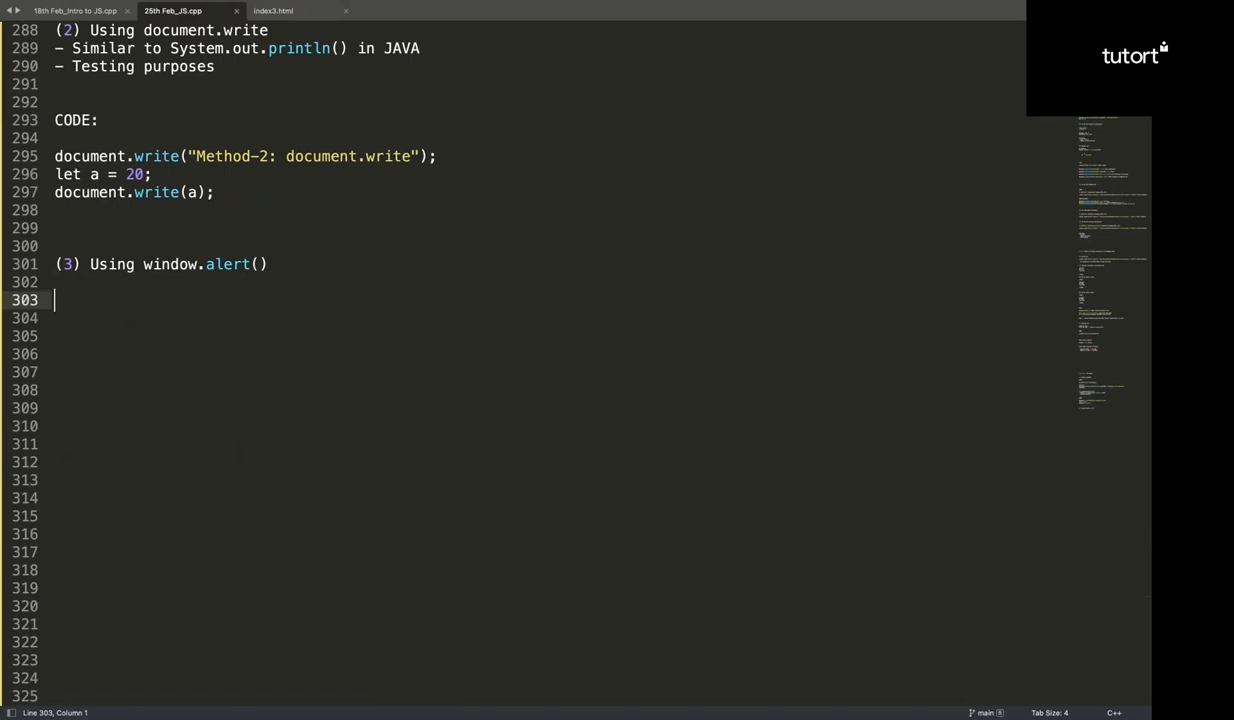 18th Feb_Intro to JS.cpp
25th Feb_JS.cpp
index3.html
tutort
288 (2) Using document.write
289 - Similar to System.out.println() in JAVA
290 - Testing purposes
291
292
293 CODE:
294
295 document.write("Method-2: document.write");
296 let a = 20;
297 document.write(a);
298
299
300
301 (3) Using window.alert()
302
303
304
305
306
307
308
309
310
311
312
313
314
315
316
317
318
319
320
321
322
323
324
325
Line 303, Column 1
main
Tab Size: 4
C++